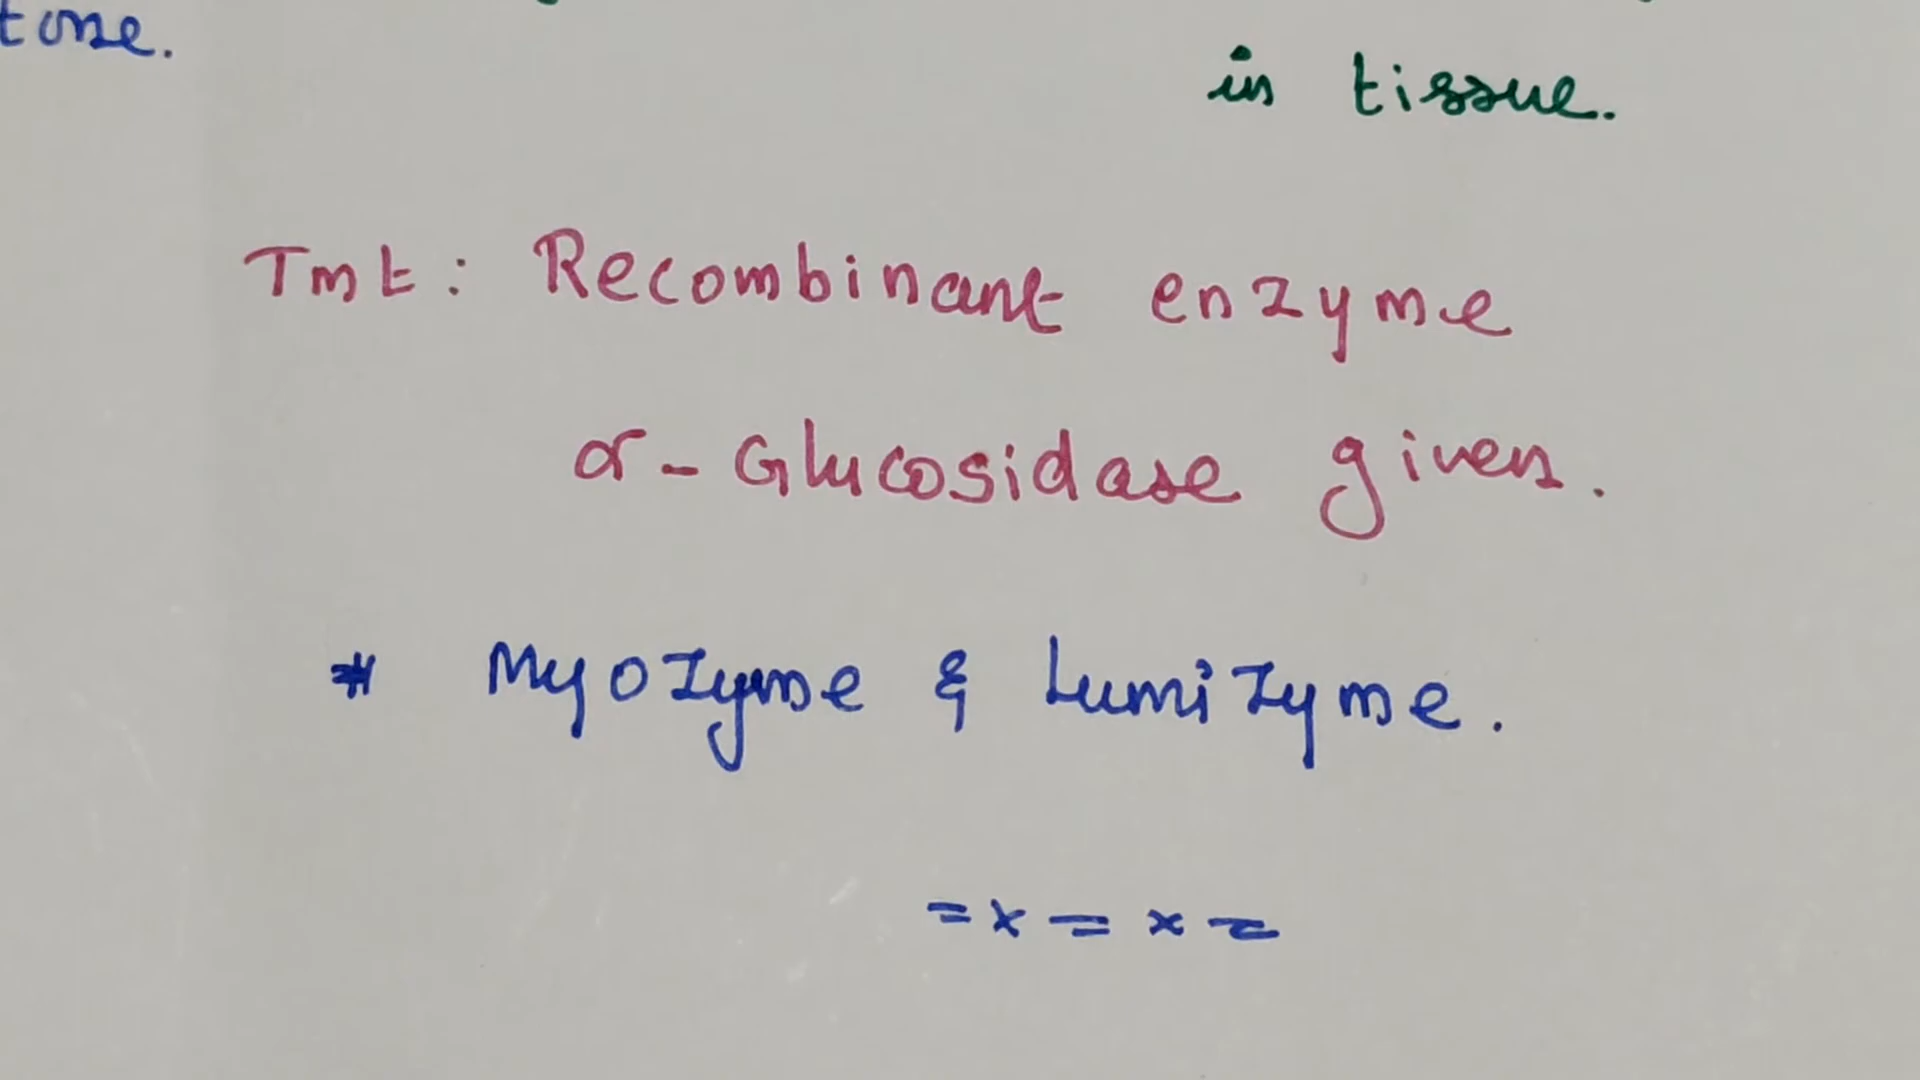 tone.
in tissue.
Tmt: Recombinant enzyme
α-Glucosidase given.
# Myozyme & Lumizyme.
=x=x=